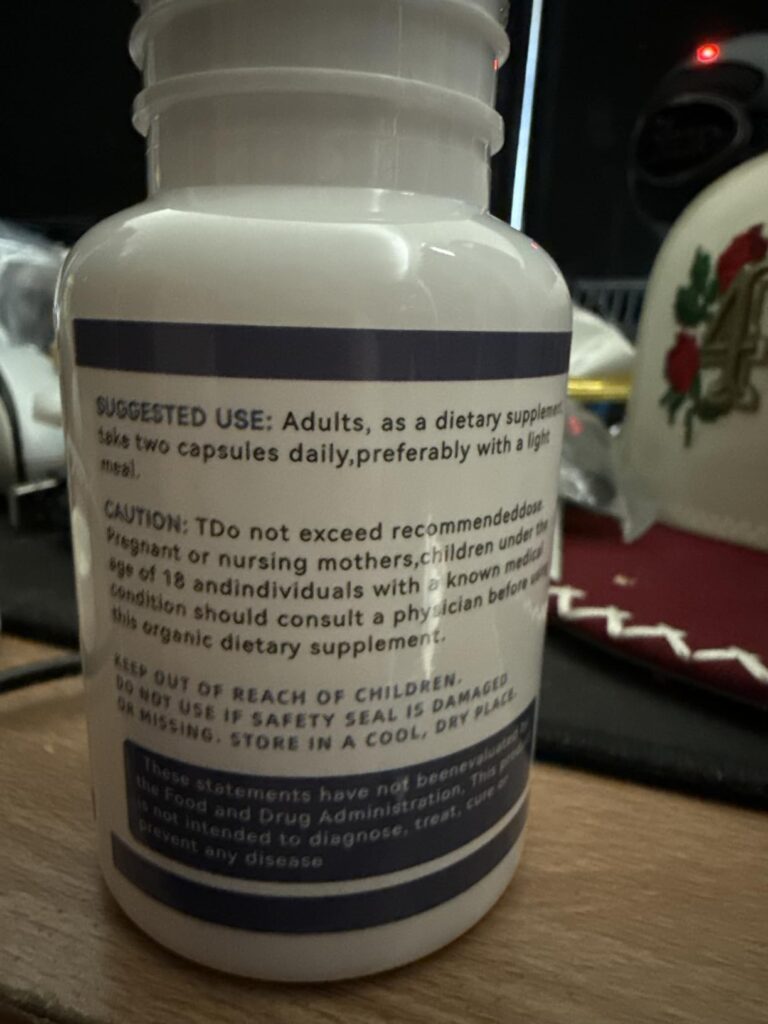 SUGGESTED USE: Adults, as a dietary supplement
take two capsules daily,preferably with a light
meal.
CAUTION: TDo not exceed recommendeddose.
Pregnant or nursing mothers,children under the
age of 18 andindividuals with a known medical
condition should consult a physician before using
this organic dietary supplement.
KEEP OUT OF REACH OF CHILDREN.
DO NOT USE IF SAFETY SEAL IS DAMAGED
OR MISSING. STORE IN A COOL, DRY PLACE.
These statements have not beenevaluated by
the Food and Drug Administration. This
is not intended to diagnose, treat, cure or
prevent any disease
4